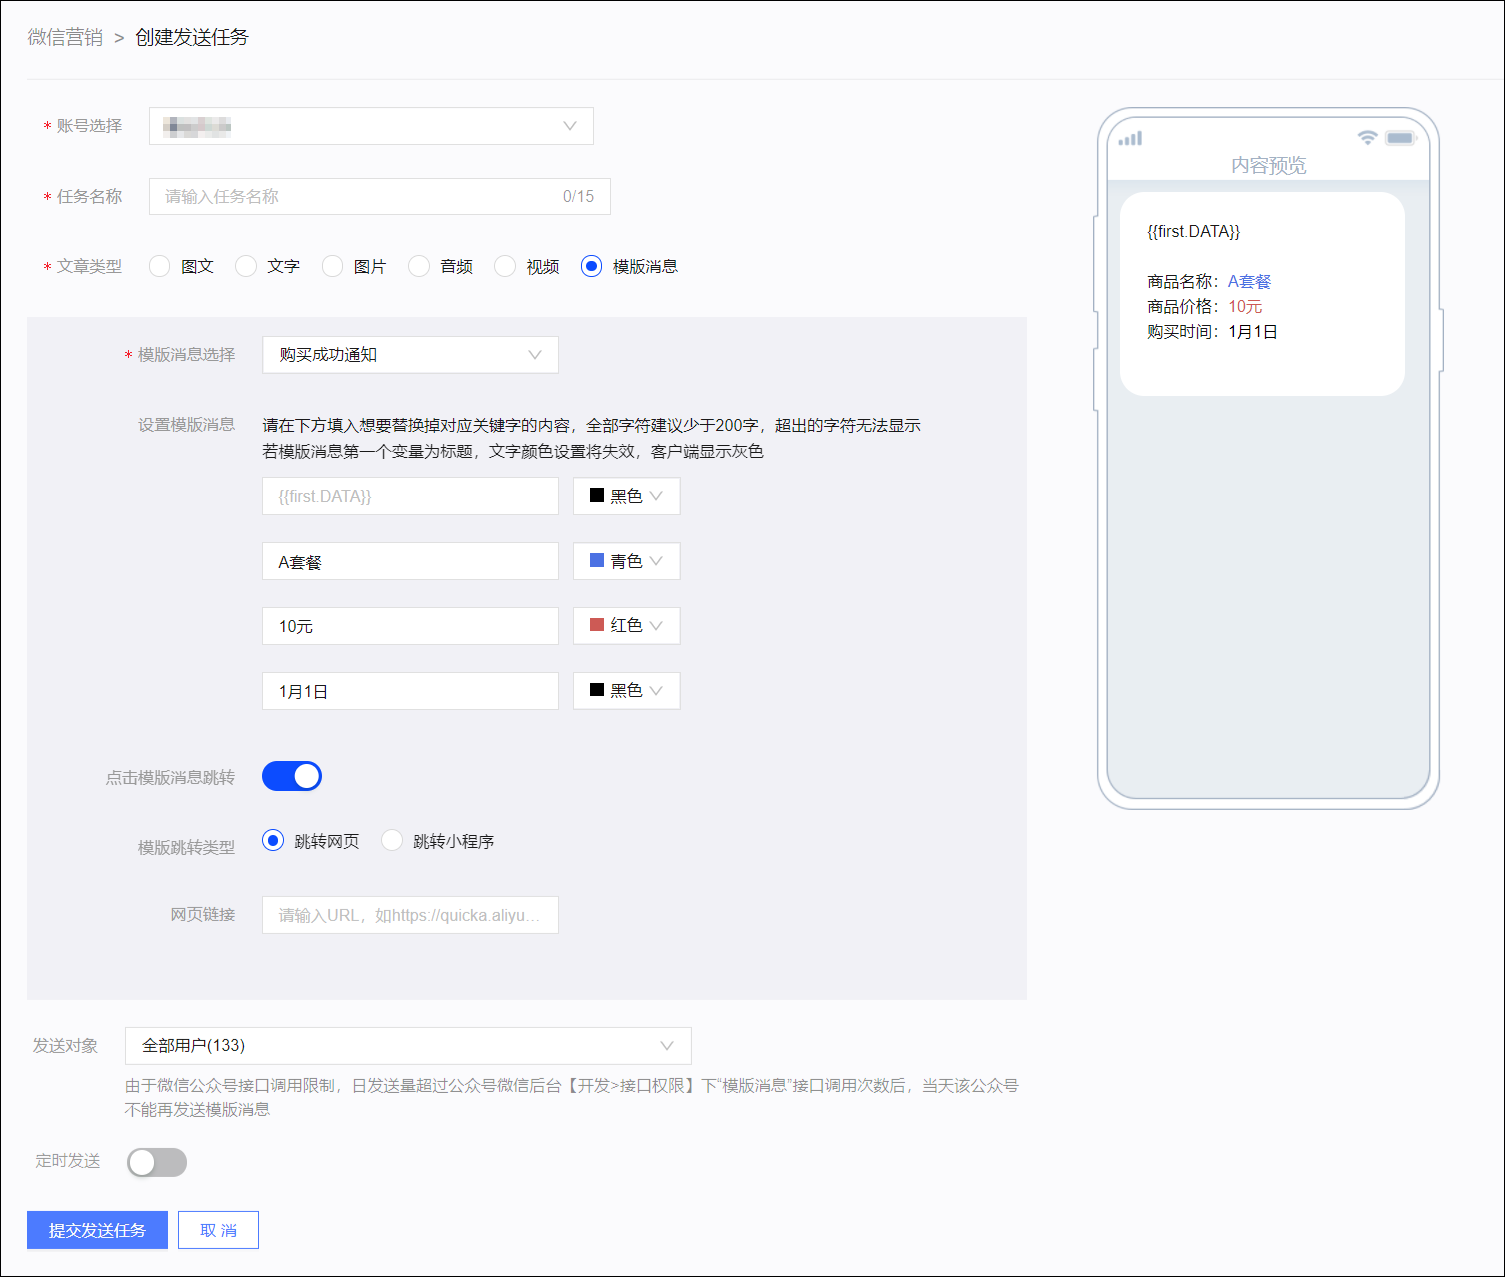 微信营销 > 创建发送任务
* 账号选择
* 任务名称 请输入任务名称 0/15
* 文章类型 图文 文字 图片 音频 视频 模版消息
* 模版消息选择 购买成功通知
设置模版消息 请在下方填入想要替换掉对应关键字的内容，全部字符建议少于200字，超出的字符无法显示
若模版消息第一个变量为标题，文字颜色设置将失效，客户端显示灰色
{{first.DATA}} 黑色
A套餐 青色
10元 红色
1月1日 黑色
点击模版消息跳转
模版跳转类型 跳转网页 跳转小程序
网页链接 请输入URL，如https://quicka.aliyu...
发送对象 全部用户(133)
由于微信公众号接口调用限制，日发送量超过公众号微信后台【开发>接口权限】下“模版消息”接口调用次数后，当天该公众号
不能再发送模版消息
定时发送
提交发送任务 取 消
内容预览
{{first.DATA}}
商品名称：A套餐
商品价格：10元
购买时间：1月1日